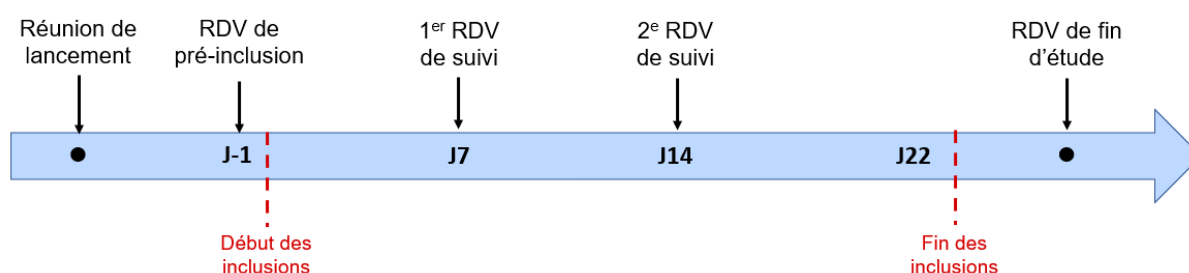 Réunion de
lancement
RDV de
pré-inclusion
1er RDV
de suivi
2e RDV
de suivi
RDV de fin
d'étude
J-1
J7
J14
J22
Début des
inclusions
Fin des
inclusions